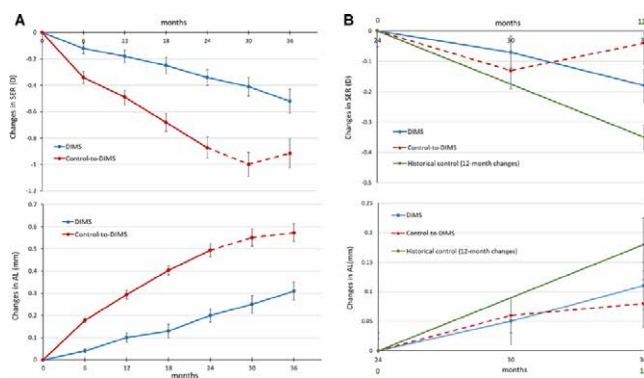 A
months
0 6 12 18 24 30 36
0
-0.2
-0.4
-0.6
-0.8
-1
-1.2
Changes in SER (D)
DIMS
Control-to-DIMS
0.7
0.6
0.5
0.4
0.3
0.2
0.1
0
Changes in AL (mm)
DIMS
Control-to-DIMS
0 6 12 18 24 30 36
months
B
months
0
24 30
0
-0.1
-0.2
-0.3
-0.4
-0.5
Changes in SER (D)
DIMS
Control-to-DIMS
Historical control (12-month changes)
0.2
0.15
0.1
0.05
0
Changes in AL(mm)
DIMS
Control-to-DIMS
Historical control (12-month changes)
24 30
0
months